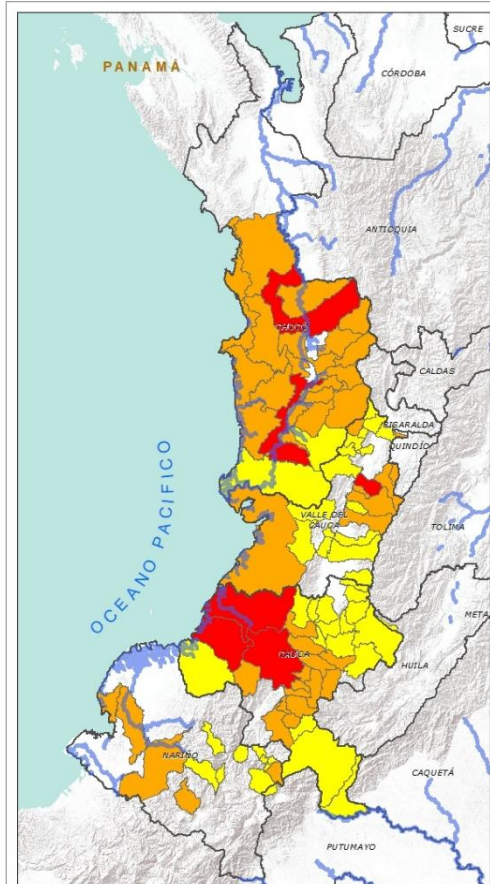 SUCRE
PANAMÁ
CÓRDOBA
ANTIOQUIA
CHOCÓ
CALDAS
RISARALDA
QUINDÍO
OCEANO PACIFICO
VALLE DEL
CAUCA
TOLIMA
META
CAUCA
HUILA
NARIÑO
CAQUETÁ
PUTUMAYO